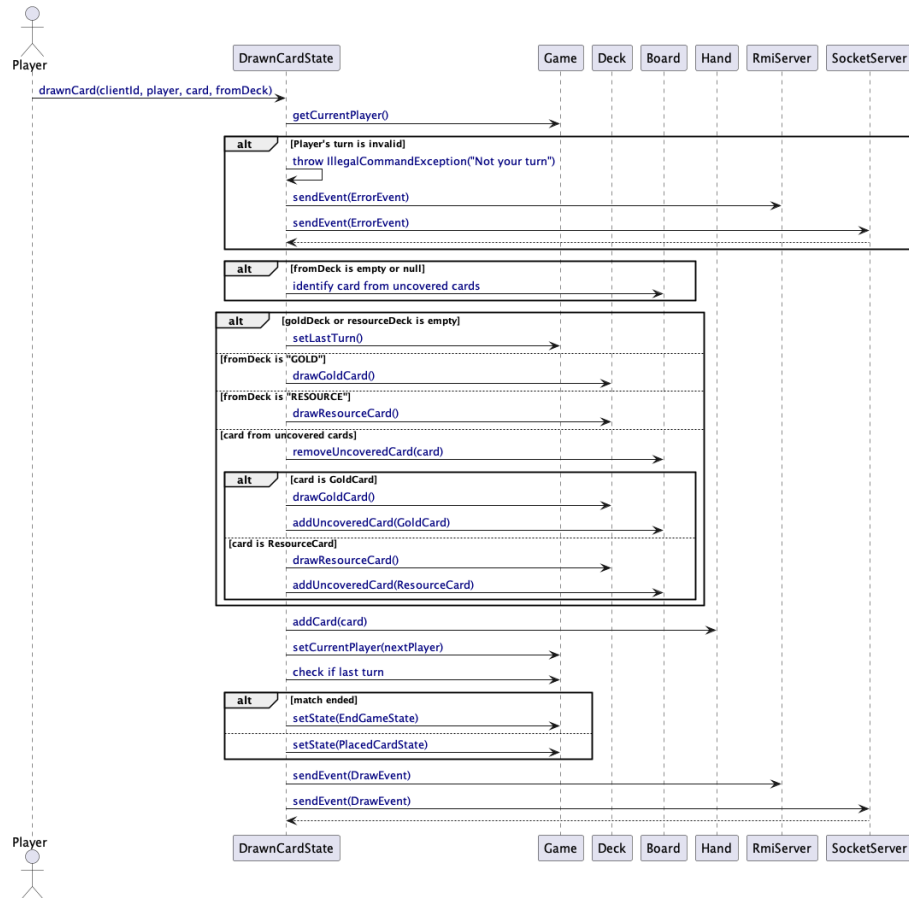 Player
DrawnCardState
Game
Deck
Board
Hand
RmiServer
SocketServer
drawnCard(clientId, player, card, fromDeck)
getCurrentPlayer()
alt
[Player's turn is invalid]
throw IllegalCommandException("Not your turn")
sendEvent(ErrorEvent)
sendEvent(ErrorEvent)
alt
[fromDeck is empty or null]
identify card from uncovered cards
alt
[goldDeck or resourceDeck is empty]
setLastTurn()
[fromDeck is "GOLD"]
drawGoldCard()
[fromDeck is "RESOURCE"]
drawResourceCard()
[card from uncovered cards]
removeUncoveredCard(card)
alt
[card is GoldCard]
drawGoldCard()
addUncoveredCard(GoldCard)
[card is ResourceCard]
drawResourceCard()
addUncoveredCard(ResourceCard)
addCard(card)
setCurrentPlayer(nextPlayer)
check if last turn
alt
[match ended]
setState(EndGameState)
setState(PlacedCardState)
sendEvent(DrawEvent)
sendEvent(DrawEvent)
Player
DrawnCardState
Game
Deck
Board
Hand
RmiServer
SocketServer